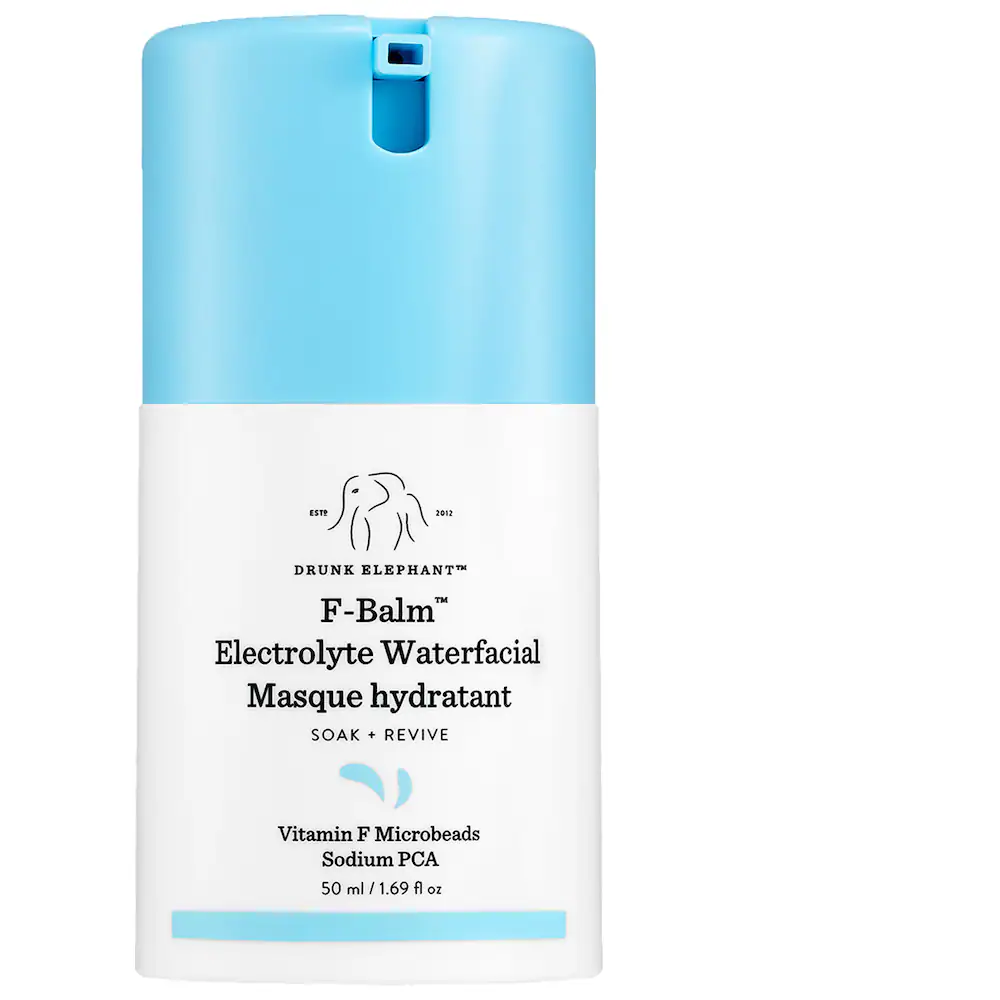 ESTD 2012
DRUNK ELEPHANT™
F-Balm™
Electrolyte Waterfacial
Masque hydratant
SOAK + REVIVE
Vitamin F Microbeads
Sodium PCA
50 ml / 1.69 fl oz